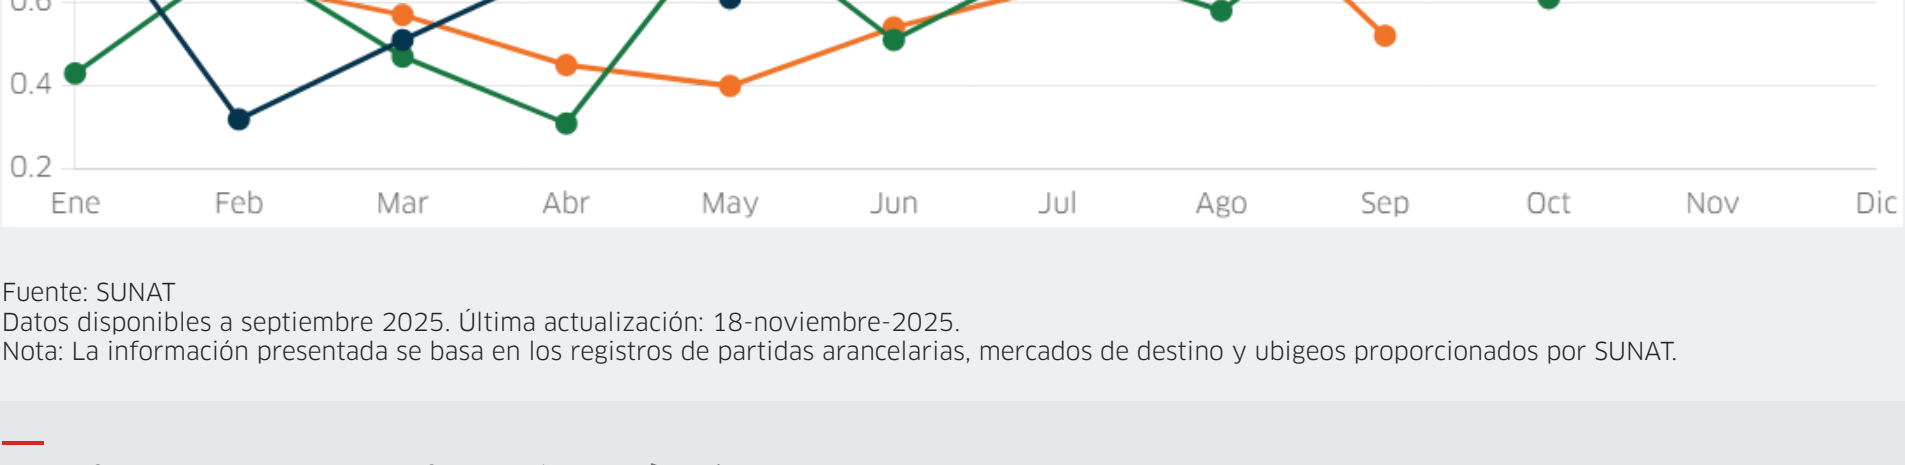 0.6
0.4
0.2
Ene Feb Mar Abr May Jun Jul Ago Sep Oct Nov Dic
Fuente: SUNAT
Datos disponibles a septiembre 2025. Última actualización: 18-noviembre-2025.
Nota: La información presentada se basa en los registros de partidas arancelarias, mercados de destino y ubigeos proporcionados por SUNAT.